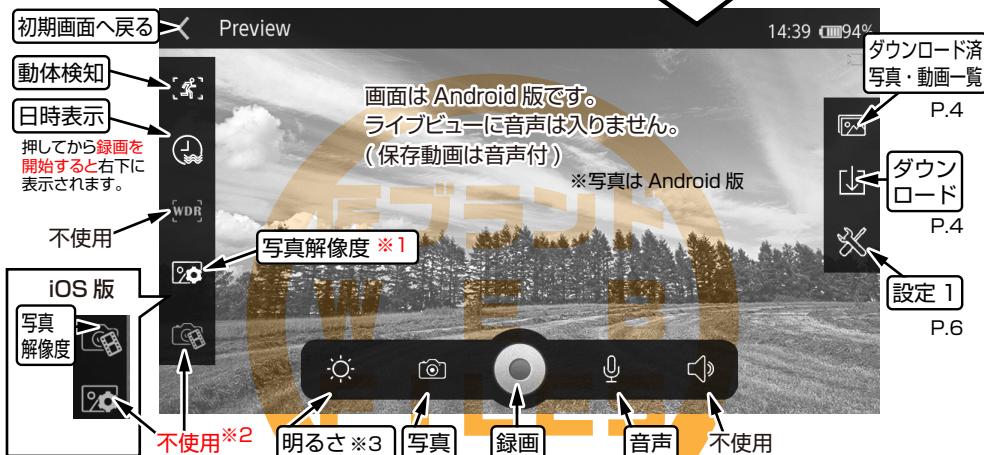 初期画面へ戻る
Preview
14:39
94%
動体検知
日時表示
押してから録画を
開始すると右下に
表示されます。
WDR
不使用
画面は Android 版です。
ライブビューに音声は入りません。
( 保存動画は音声付 )
※写真は Android 版
ダウンロード済
写真・動画一覧
P.4
ダウン
ロード
P.4
設定 1
P.6
写真解像度 ※1
iOS 版
写真
解像度
不使用※2
明るさ ※3
写真
録画
音声
不使用
ブランド
WEB
FILES